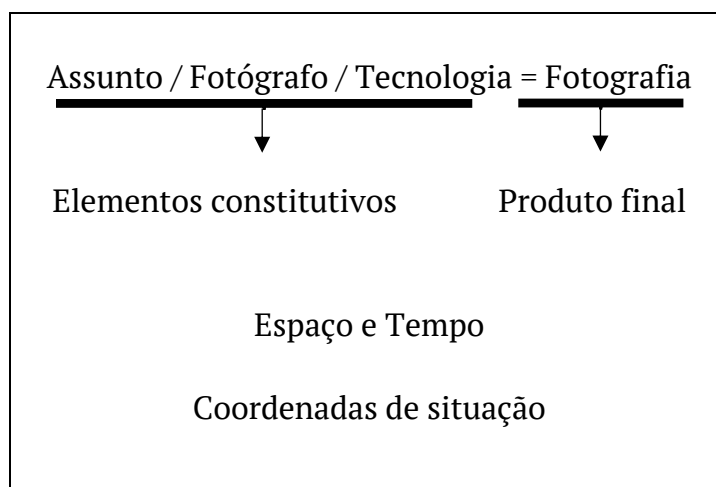 Assunto / Fotógrafo / Tecnologia = Fotografia
Elementos constitutivos Produto final
Espaço e Tempo
Coordenadas de situação